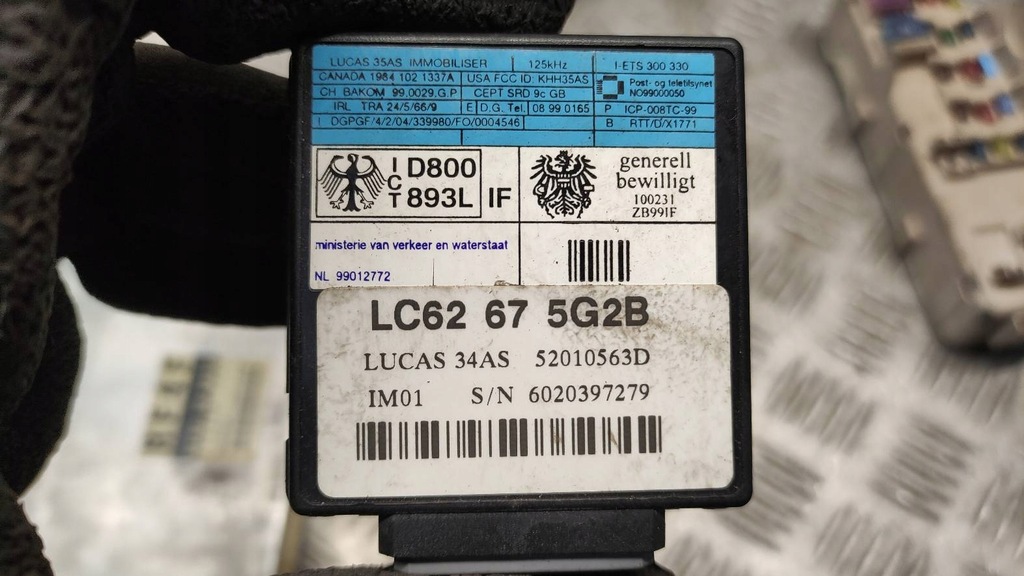 LUCAS 35AS IMMOBILISER 125kHz I-ETS 300 330
CANADA 1984 102 1337A USA FCC ID: KHH35AS
CH BAKOM 99.0029.G.P CEPT SRD 9c GB
Post- og teletilsynet
NO99000050
IRL TRA 24/5/66/9 E D.G. Tel. 08 99 0165 P ICP-008TC-99
I DGPGF/4/2/04/339980/FO/0004546 B RTT/D/X1771
ICT D800
893L IF
generell
bewilligt
100231
ZB99IF
ministerie van verkeer en waterstaat
NL 99012772
LC62 67 5G2B
LUCAS 34AS 52010563D
IM01 S/N 6020397279